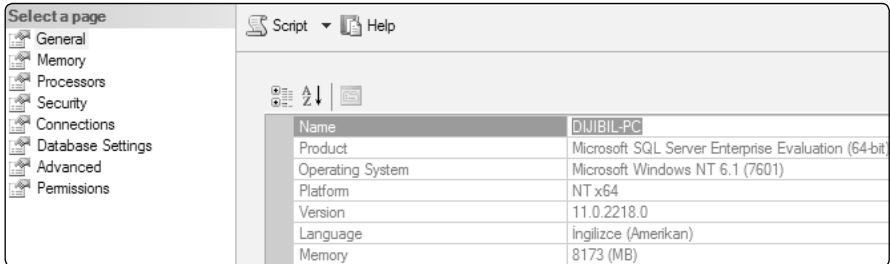 Select a page
General
Memory
Processors
Security
Connections
Database Settings
Advanced
Permissions
Script Help
Name DIJIBIL-PC
Product Microsoft SQL Server Enterprise Evaluation (64-bit)
Operating System Microsoft Windows NT 6.1 (7601)
Platform NT x64
Version 11.0.2218.0
Language İngilizce (Amerikan)
Memory 8173 (MB)